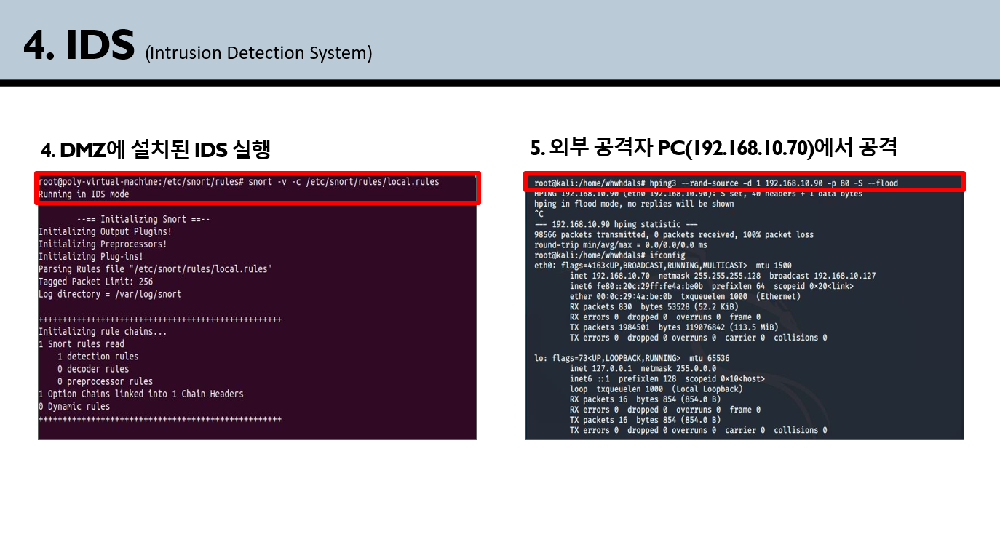 4. IDS (Intrusion Detection System)
4. DMZ에 설치된 IDS 실행
root@poly-virtual-machine:/etc/snort/rules# snort -v -c /etc/snort/rules/local.rules
Running in IDS mode
--== Initializing Snort ==--
Initializing Output Plugins!
Initializing Preprocessors!
Initializing Plug-ins!
Parsing Rules file "/etc/snort/rules/local.rules"
Tagged Packet Limit: 256
Log directory = /var/log/snort
+++++++++++++++++++++++++++++++++++++++++++++++++++
Initializing rule chains...
1 Snort rules read
1 detection rules
0 decoder rules
0 preprocessor rules
1 Option Chains linked into 1 Chain Headers
0 Dynamic rules
+++++++++++++++++++++++++++++++++++++++++++++++++++
5. 외부 공격자 PC(192.168.10.70)에서 공격
root@kali:/home/whwhdals# hping3 --rand-source -d 1 192.168.10.90 -p 80 -S --flood
HPING 192.168.10.90 (eth0 192.168.10.90): S set, 40 headers + 1 data bytes
hping in flood mode, no replies will be shown
^C
--- 192.168.10.90 hping statistic ---
98566 packets transmitted, 0 packets received, 100% packet loss
round-trip min/avg/max = 0.0/0.0/0.0 ms
root@kali:/home/whwhdals# ifconfig
eth0: flags=4163<UP,BROADCAST,RUNNING,MULTICAST> mtu 1500
inet 192.168.10.70 netmask 255.255.255.128 broadcast 192.168.10.127
inet6 fe80::20c:29ff:fe4a:be0b prefixlen 64 scopeid 0×20<link>
ether 00:0c:29:4a:be:0b txqueuelen 1000 (Ethernet)
RX packets 830 bytes 53528 (52.2 KiB)
RX errors 0 dropped 0 overruns 0 frame 0
TX packets 1984501 bytes 119076842 (113.5 MiB)
TX errors 0 dropped 0 overruns 0 carrier 0 collisions 0
lo: flags=73<UP,LOOPBACK,RUNNING> mtu 65536
inet 127.0.0.1 netmask 255.0.0.0
inet6 ::1 prefixlen 128 scopeid 0×10<host>
loop txqueuelen 1000 (Local Loopback)
RX packets 16 bytes 854 (854.0 B)
RX errors 0 dropped 0 overruns 0 frame 0
TX packets 16 bytes 854 (854.0 B)
TX errors 0 dropped 0 overruns 0 carrier 0 collisions 0